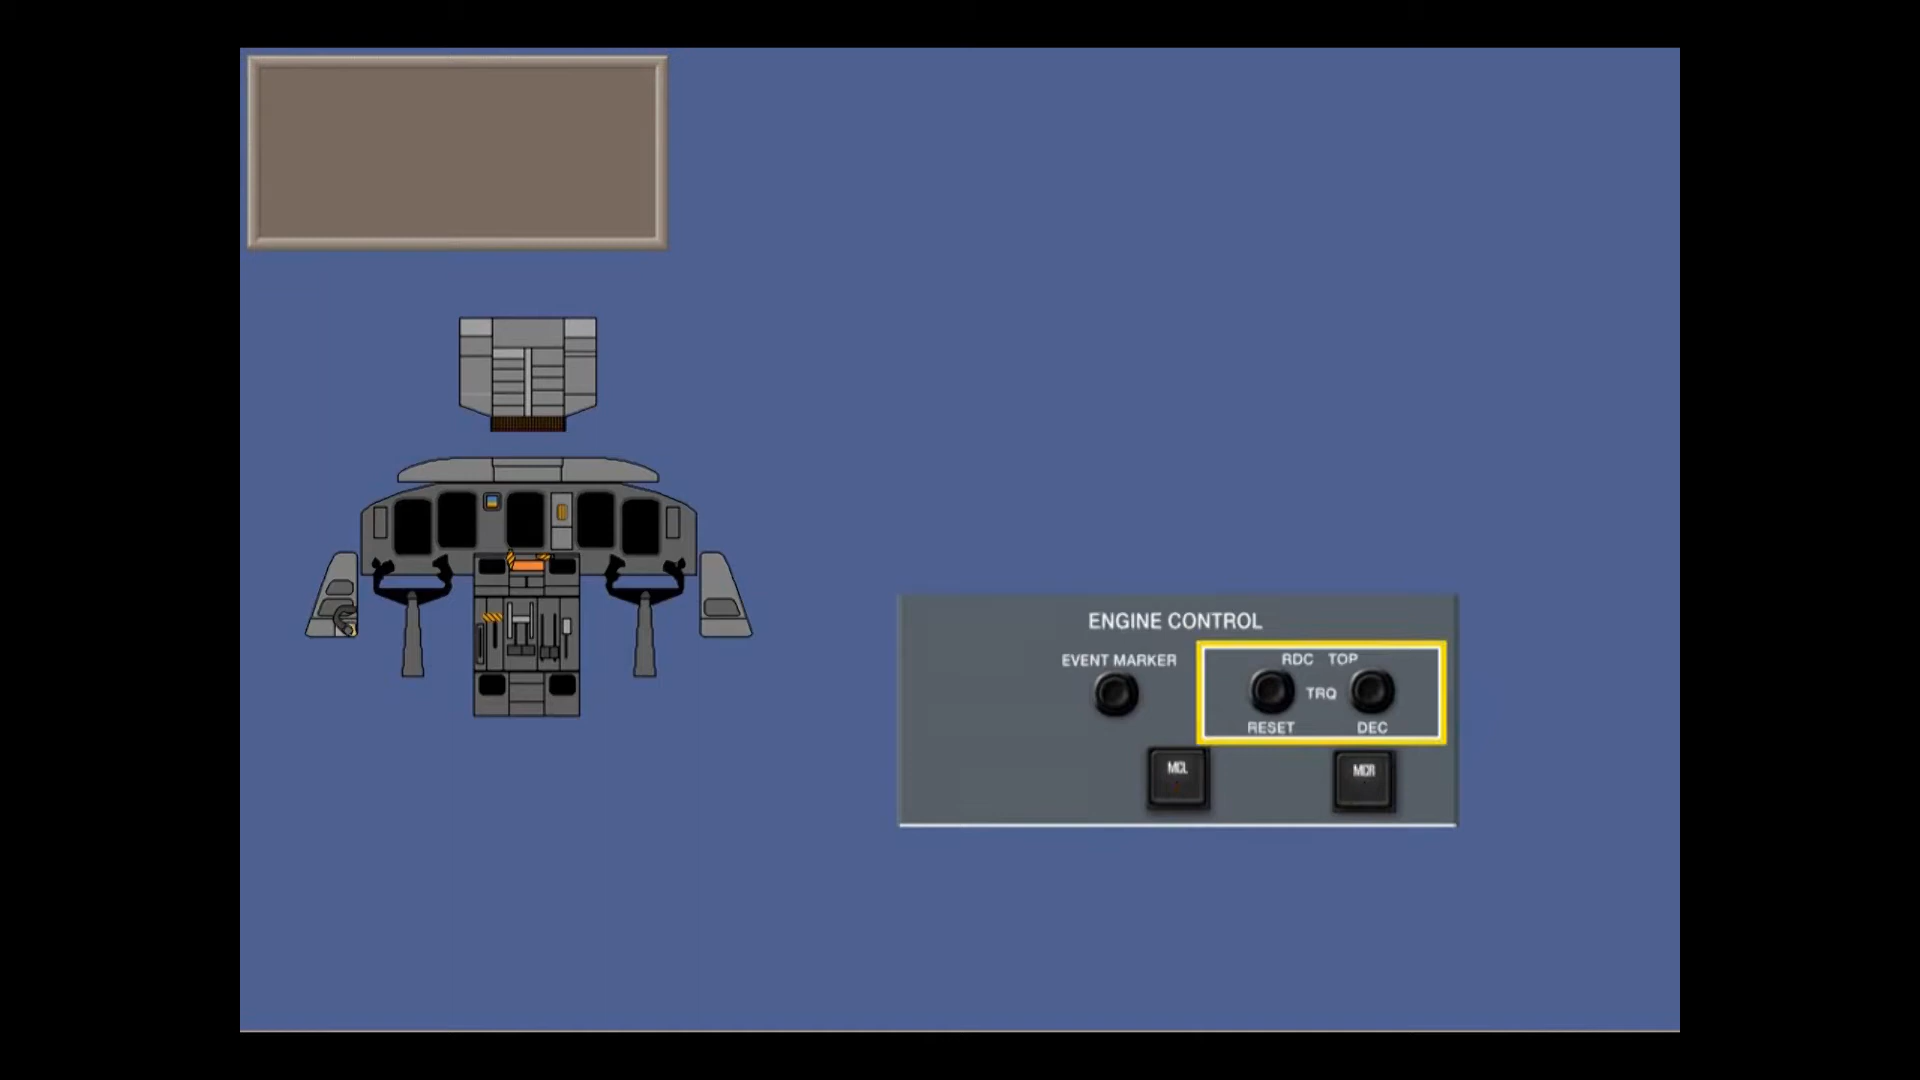 ENGINE CONTROL
EVENT MARKER
RDC TOP
TRQ
RESET DEC
MCL MCR